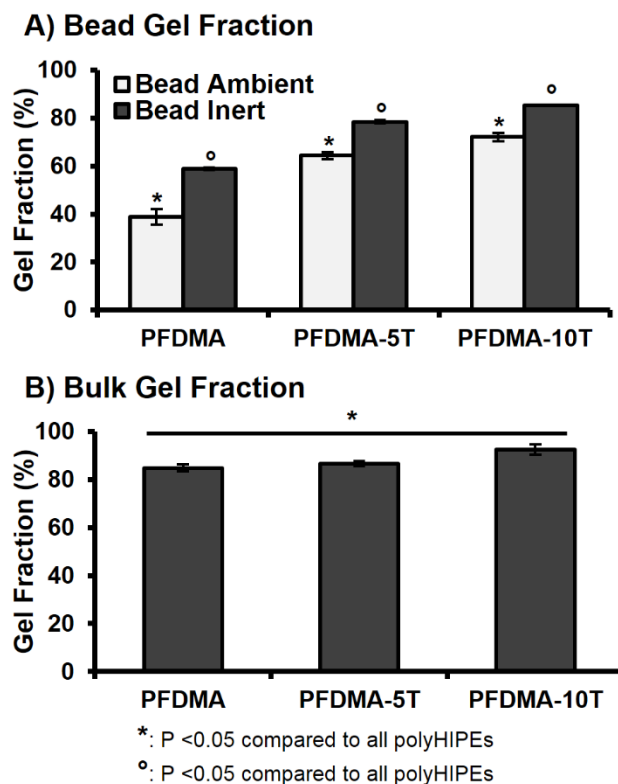 A) Bead Gel Fraction
Gel Fraction (%)
100
80
60
40
20
0
Bead Ambient
Bead Inert
*
°
*
°
*
°
PFDMA
PFDMA-5T
PFDMA-10T
B) Bulk Gel Fraction
Gel Fraction (%)
100
80
60
40
20
0
*
PFDMA
PFDMA-5T
PFDMA-10T
*: P <0.05 compared to all polyHIPEs
°: P <0.05 compared to all polyHIPEs